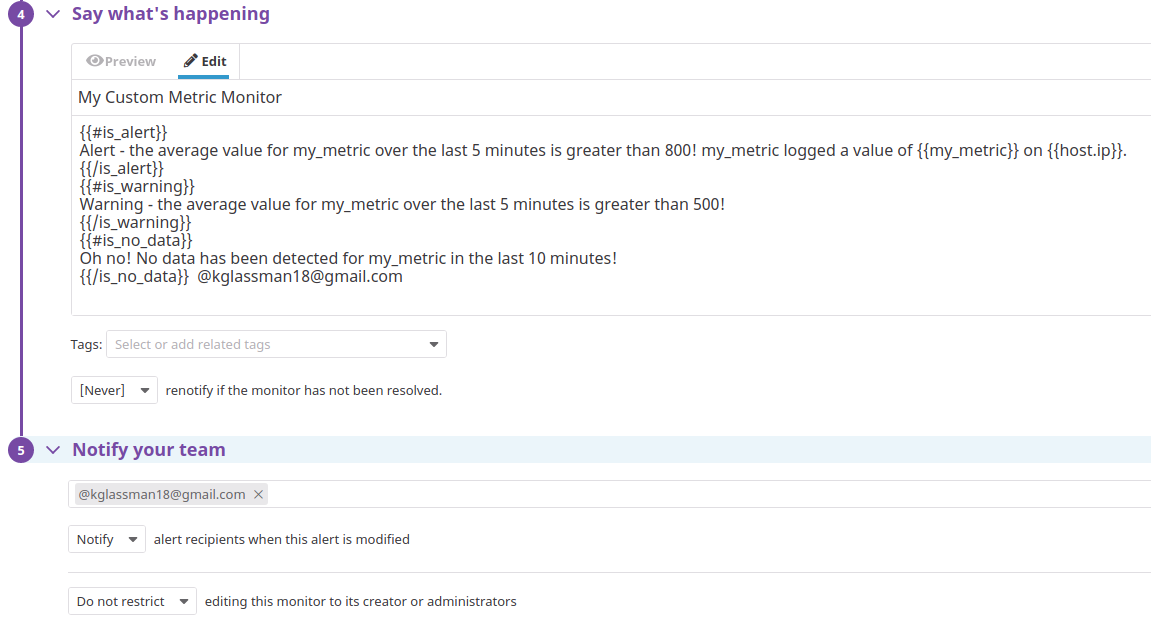 4 Say what's happening
Preview Edit
My Custom Metric Monitor
{{#is_alert}}
Alert - the average value for my_metric over the last 5 minutes is greater than 800! my_metric logged a value of {{my_metric}} on {{host.ip}}.
{{/is_alert}}
{{#is_warning}}
Warning - the average value for my_metric over the last 5 minutes is greater than 500!
{{/is_warning}}
{{#is_no_data}}
Oh no! No data has been detected for my_metric in the last 10 minutes!
{{/is_no_data}}  @kglassman18@gmail.com
Tags: Select or add related tags
[Never] renotify if the monitor has not been resolved.
5 Notify your team
@kglassman18@gmail.com ×
Notify alert recipients when this alert is modified
Do not restrict editing this monitor to its creator or administrators